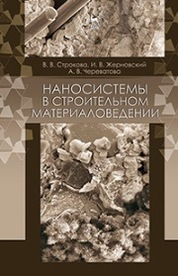 В. В. Строкова, И. В. Жерновский
А. В. Череватова
НАНОСИСТЕМЫ
В СТРОИТЕЛЬНОМ
МАТЕРИАЛОВЕДЕНИИ